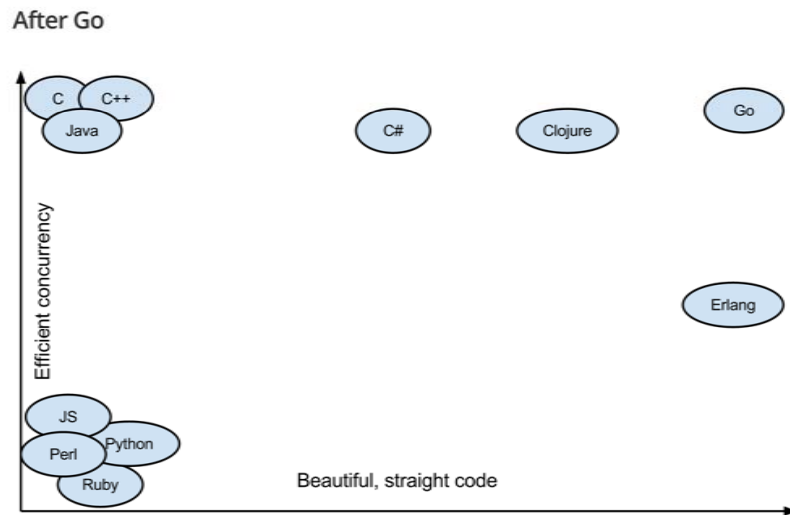 After Go
C
C++
Java
C#
Clojure
Go
Efficient concurrency
Erlang
JS
Python
Perl
Ruby
Beautiful, straight code